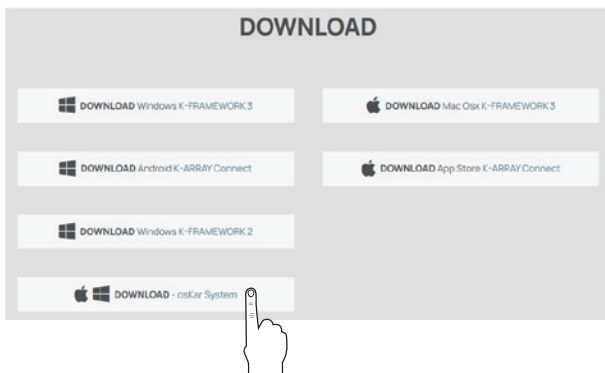 DOWNLOAD
DOWNLOAD Windows K-FRAMEWORK 3
DOWNLOAD Mac Osx K-FRAMEWORK 3
DOWNLOAD Android K-ARRAY Connect
DOWNLOAD App Store K-ARRAY Connect
DOWNLOAD Windows K-FRAMEWORK 2
DOWNLOAD - osKar System